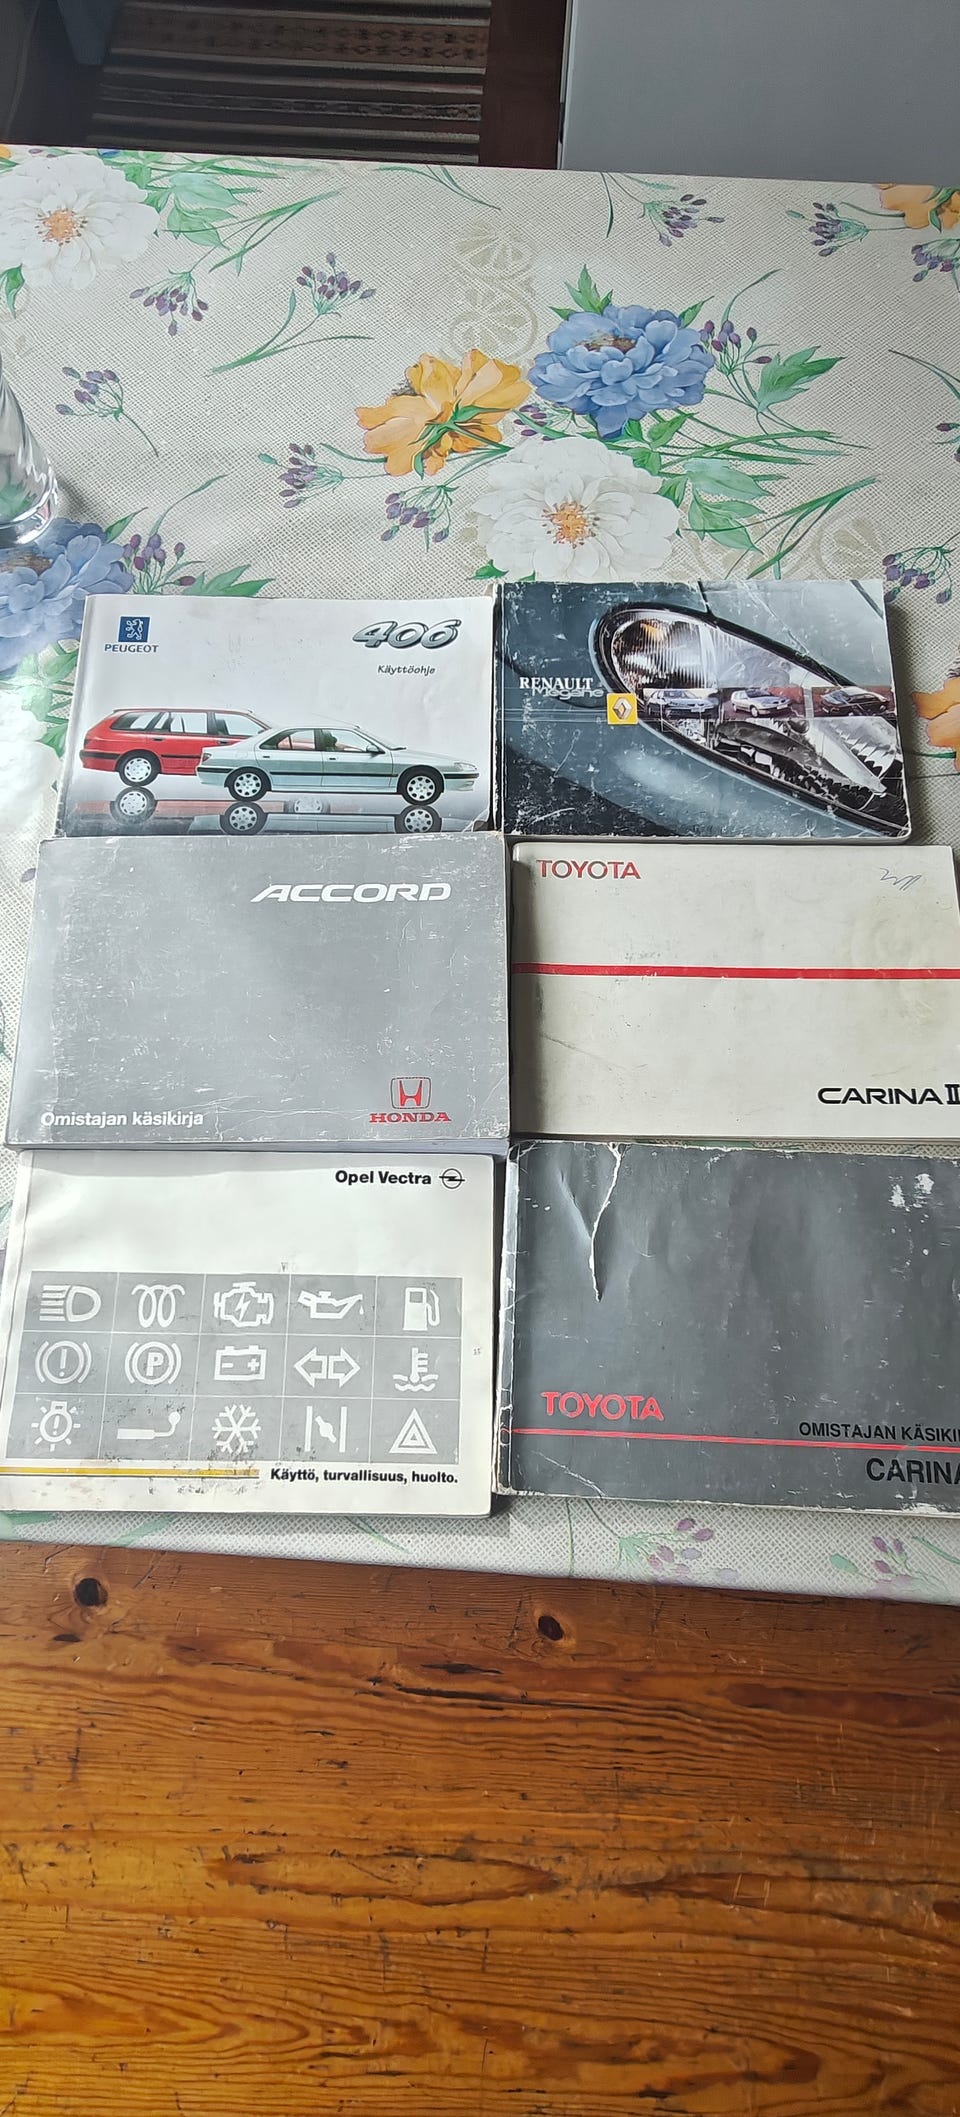 PEUGEOT
406
Käyttöohje
RENAULT
Megane
ACCORD
Omistajan käsikirja
HONDA
TOYOTA
CARINA II
Opel Vectra
Käyttö, turvallisuus, huolto.
TOYOTA
OMISTAJAN KÄSIKI
CARINA